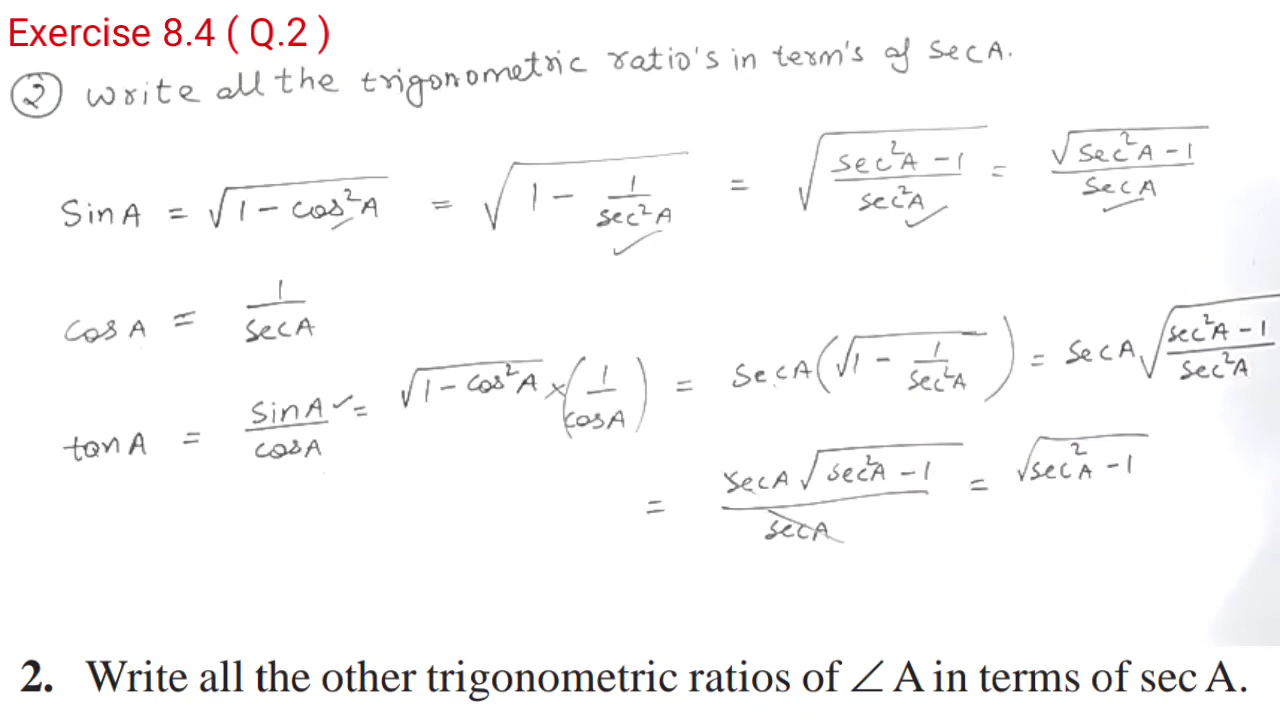 Exercise 8.4 ( Q.2 )
② Write all the trigonometric ratio's in term's of SecA.
SinA = √(1 - cos²A) = √(1 - 1/sec²A) = √((sec²A - 1)/sec²A) = √(sec²A - 1)/SecA
cosA = 1/secA
tanA = SinA/cosA = √(1 - cos²A) × (1/cosA) = SecA(√(1 - 1/sec²A)) = SecA√((sec²A - 1)/sec²A)
= SecA√(sec²A - 1)/secA = √(sec²A - 1)
2. Write all the other trigonometric ratios of ∠ A in terms of sec A.